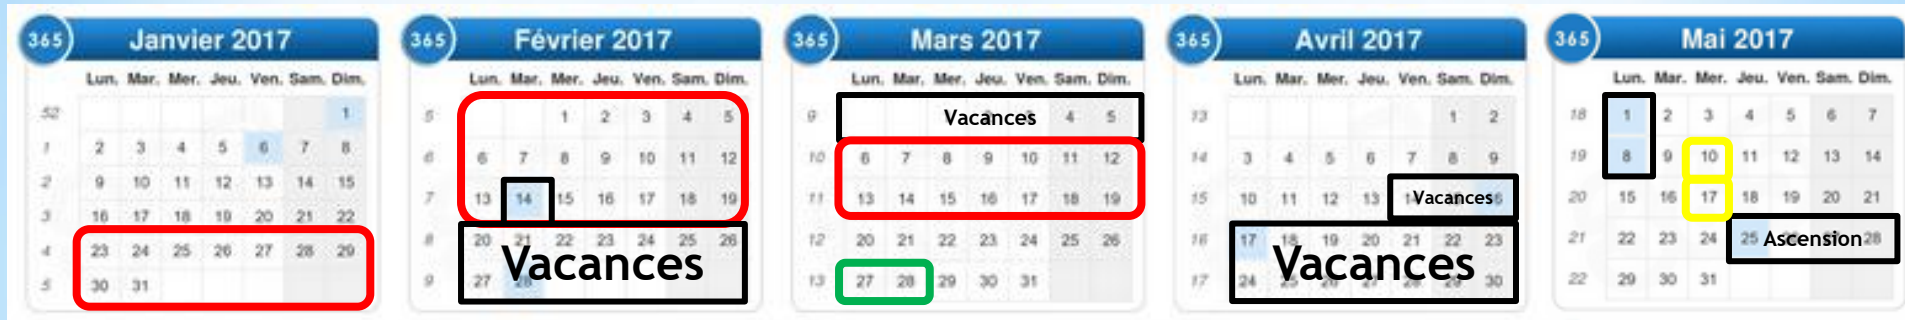 365 Janvier 2017
Lun. Mar. Mer. Jeu. Ven. Sam. Dim.
52 1
1 2 3 4 5 6 7 8
2 9 10 11 12 13 14 15
3 16 17 18 19 20 21 22
4 23 24 25 26 27 28 29
5 30 31
365 Février 2017
Lun. Mar. Mer. Jeu. Ven. Sam. Dim.
5 1 2 3 4 5
6 6 7 8 9 10 11 12
7 13 14 15 16 17 18 19
8 20 21 22 23 24 25 26
Vacances
9 27 28
365 Mars 2017
Lun. Mar. Mer. Jeu. Ven. Sam. Dim.
9 Vacances 4 5
10 6 7 8 9 10 11 12
11 13 14 15 16 17 18 19
12 20 21 22 23 24 25 26
13 27 28 29 30 31
365 Avril 2017
Lun. Mar. Mer. Jeu. Ven. Sam. Dim.
13 1 2
14 3 4 5 6 7 8 9
15 10 11 12 13 14 Vacances 16
16 17 18 19 20 21 22 23
Vacances
17 24 25 26 27 28 29 30
365 Mai 2017
Lun. Mar. Mer. Jeu. Ven. Sam. Dim.
18 1 2 3 4 5 6 7
19 8 9 10 11 12 13 14
20 15 16 17 18 19 20 21
21 22 23 24 25 Ascension 28
22 29 30 31